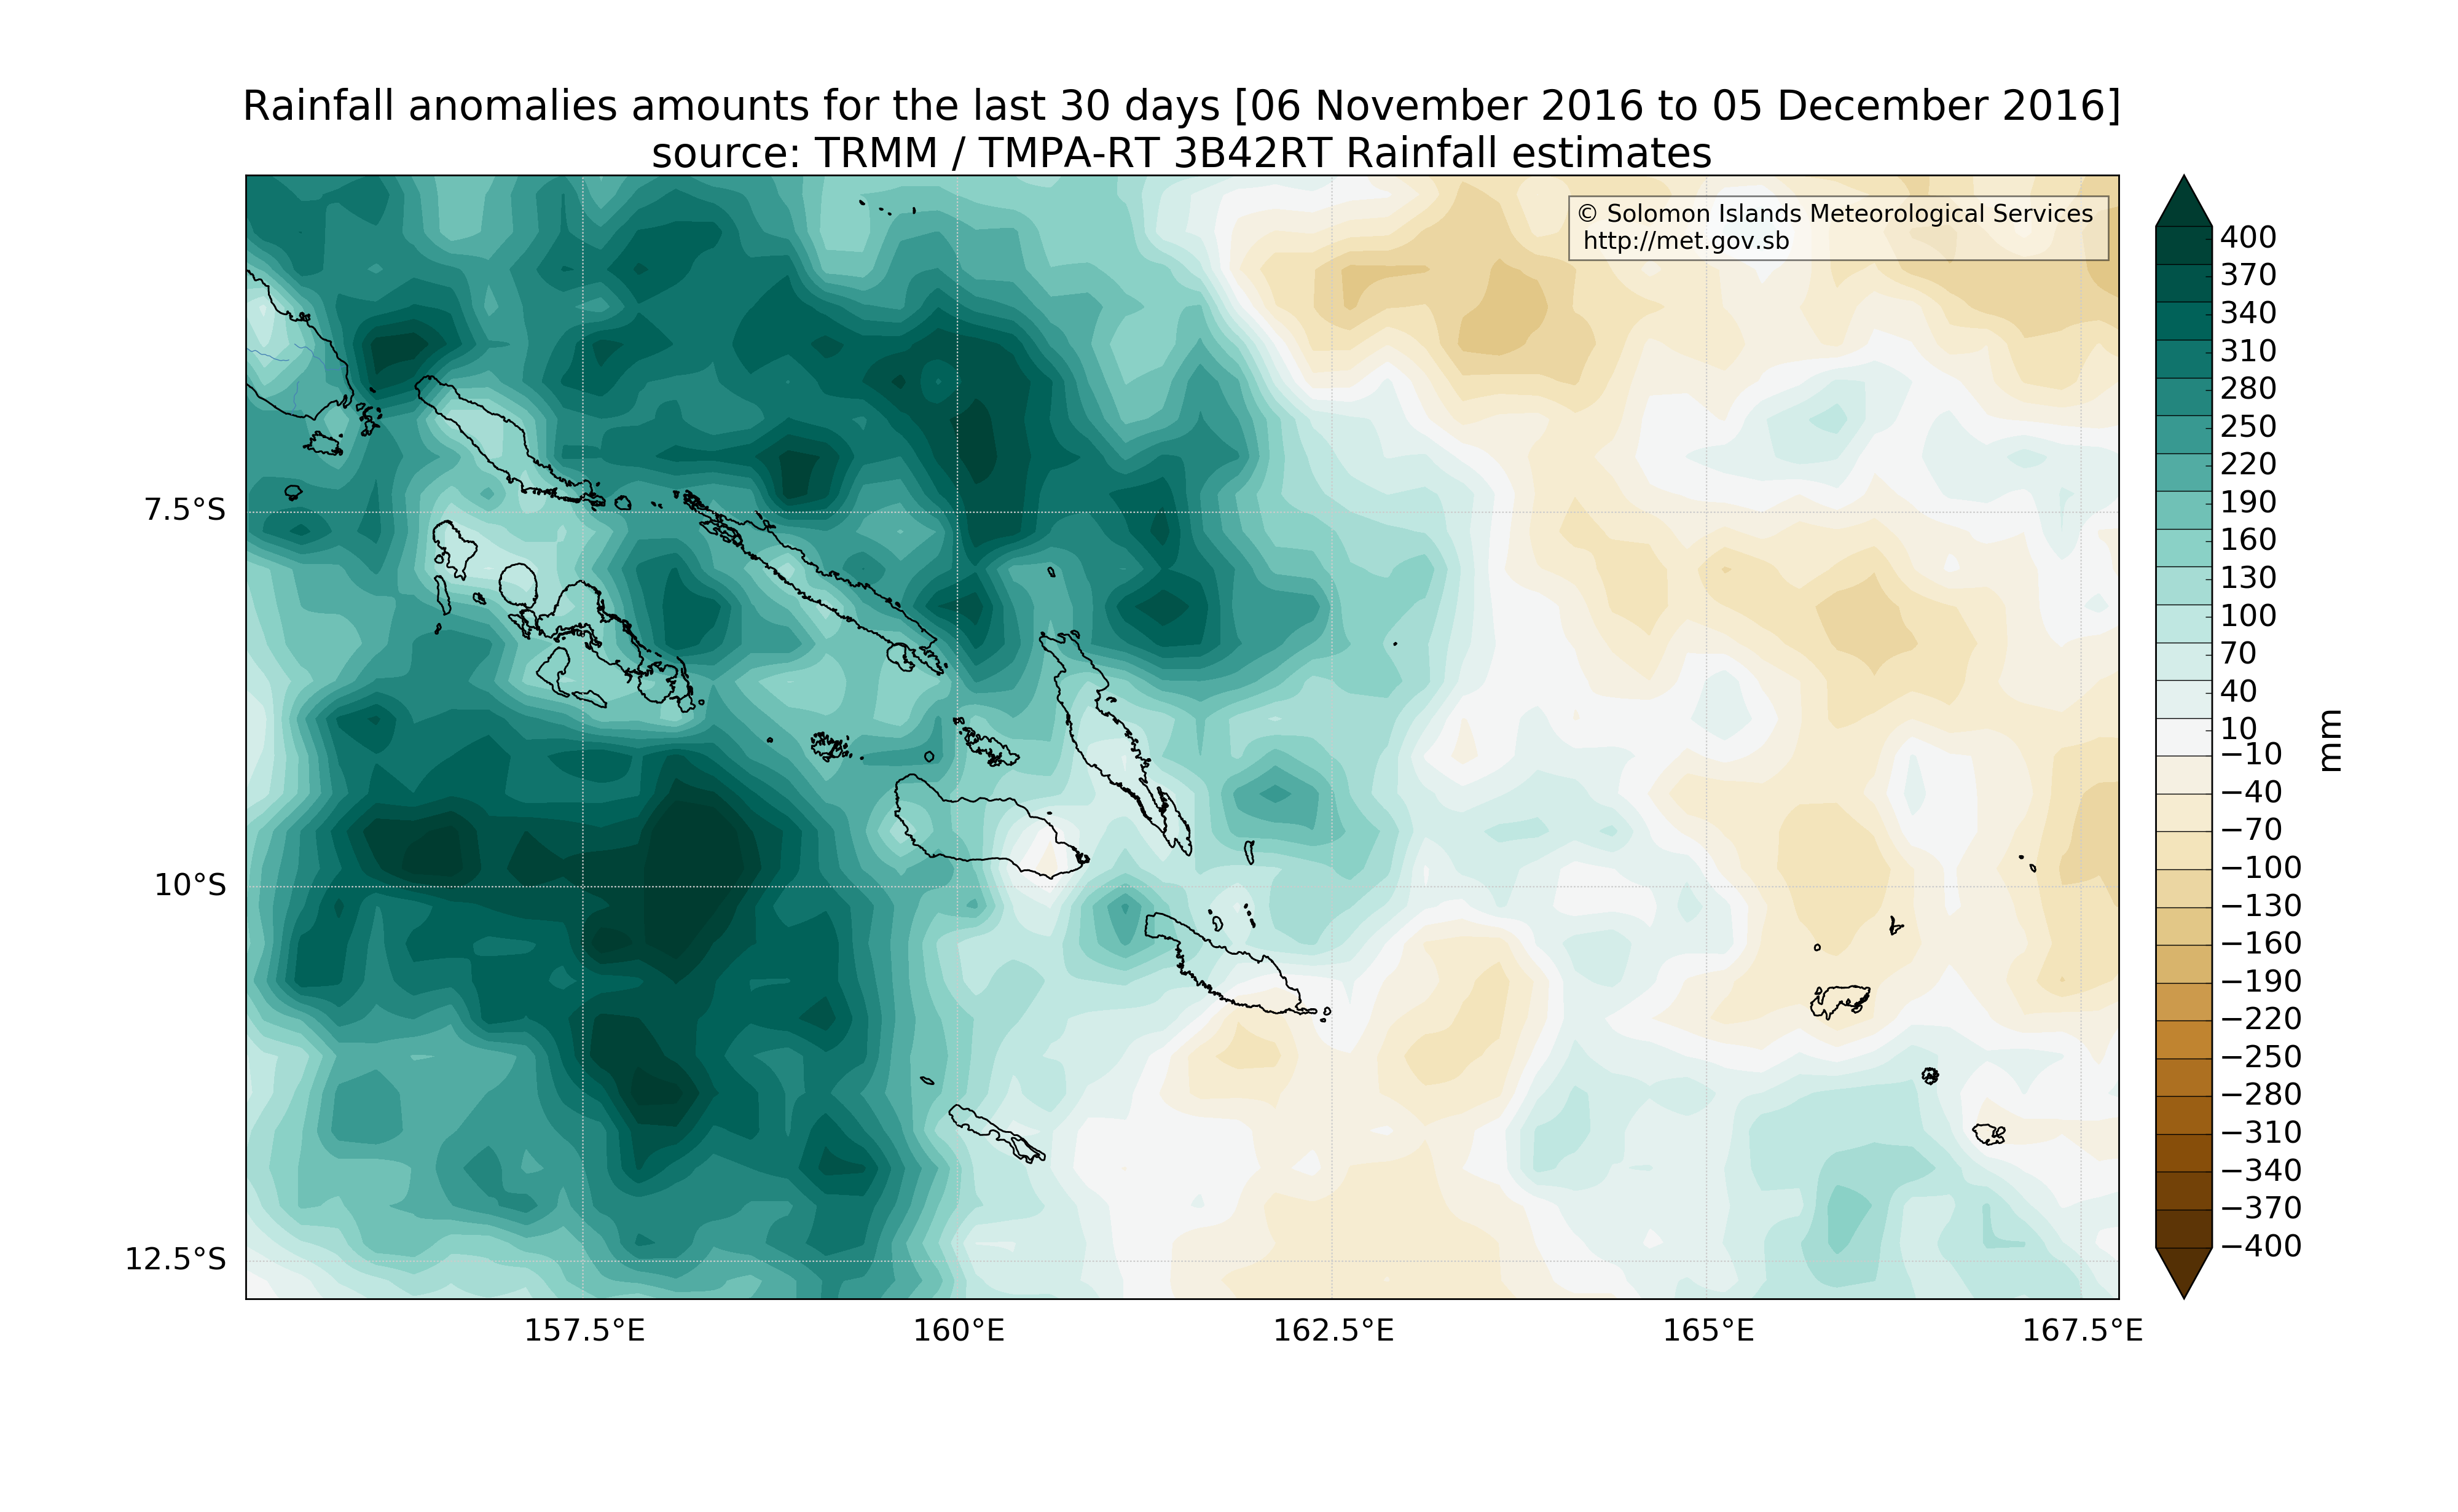 Rainfall anomalies amounts for the last 30 days [06 November 2016 to 05 December 2016]
source: TRMM / TMPA-RT 3B42RT Rainfall estimates
© Solomon Islands Meteorological Services
http://met.gov.sb
7.5°S
10°S
12.5°S
157.5°E
160°E
162.5°E
165°E
167.5°E
400
370
340
310
280
250
220
190
160
130
100
70
40
10
−10
−40
−70
−100
−130
−160
−190
−220
−250
−280
−310
−340
−370
−400
mm